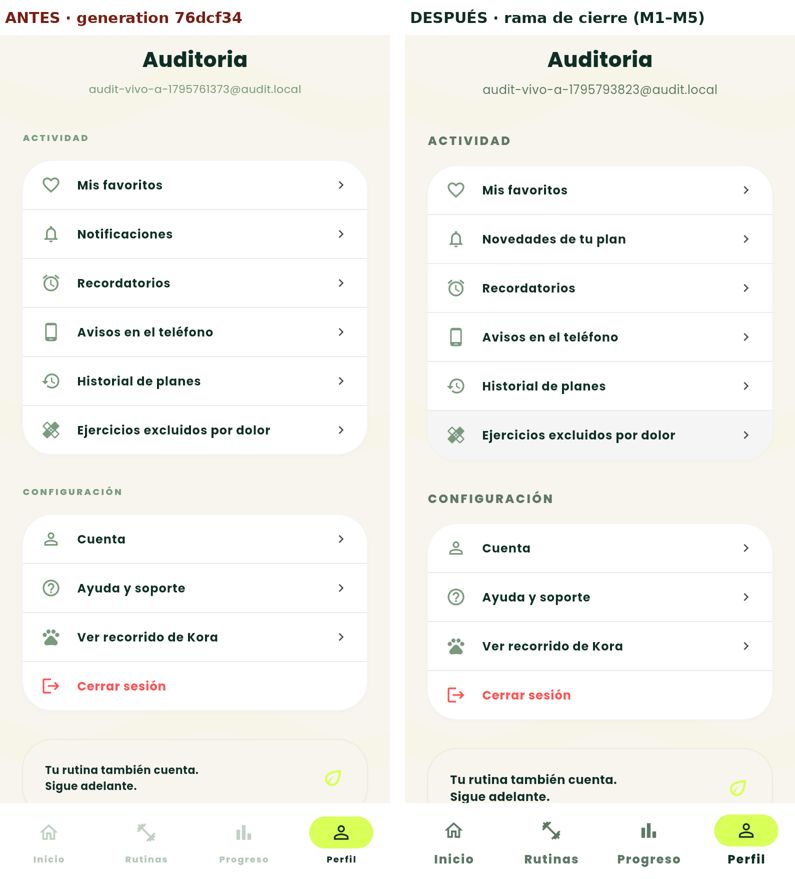 ANTES · generation 76dcf34
Auditoria
audit-vivo-a-1795761373@audit.local
ACTIVIDAD
Mis favoritos
Notificaciones
Recordatorios
Avisos en el teléfono
Historial de planes
Ejercicios excluidos por dolor
CONFIGURACIÓN
Cuenta
Ayuda y soporte
Ver recorrido de Kora
Cerrar sesión
Tu rutina también cuenta.
Sigue adelante.
Inicio
Rutinas
Progreso
Perfil
DESPUÉS · rama de cierre (M1–M5)
Auditoria
audit-vivo-a-1795793823@audit.local
ACTIVIDAD
Mis favoritos
Novedades de tu plan
Recordatorios
Avisos en el teléfono
Historial de planes
Ejercicios excluidos por dolor
CONFIGURACIÓN
Cuenta
Ayuda y soporte
Ver recorrido de Kora
Cerrar sesión
Tu rutina también cuenta.
Sigue adelante.
Inicio
Rutinas
Progreso
Perfil